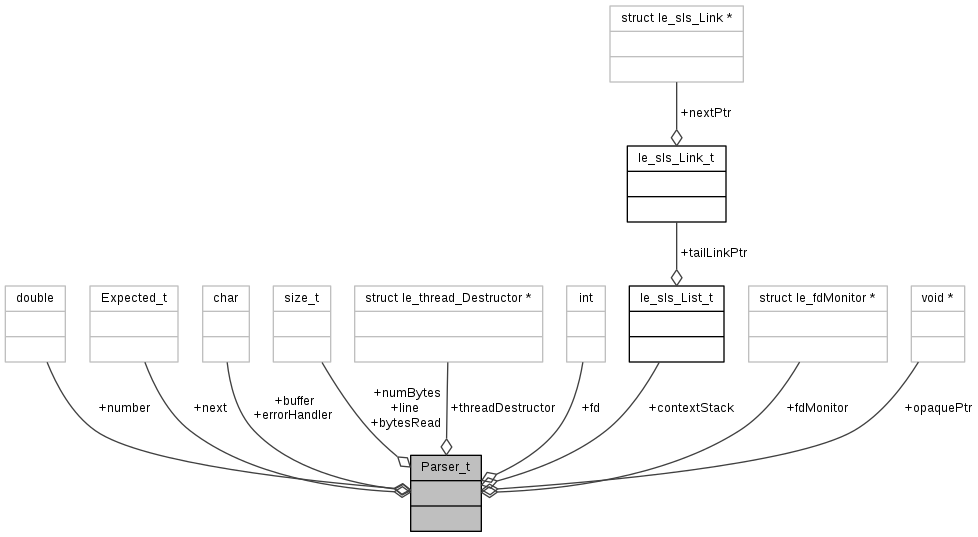 struct le_sls_Link *
+nextPtr
le_sls_Link_t
+tailLinkPtr
double
Expected_t
char
size_t
struct le_thread_Destructor *
int
le_sls_List_t
struct le_fdMonitor *
void *
+number
+next
+buffer
+errorHandler
+numBytes
+line
+bytesRead
+threadDestructor
+fd
+contextStack
+fdMonitor
+opaquePtr
Parser_t